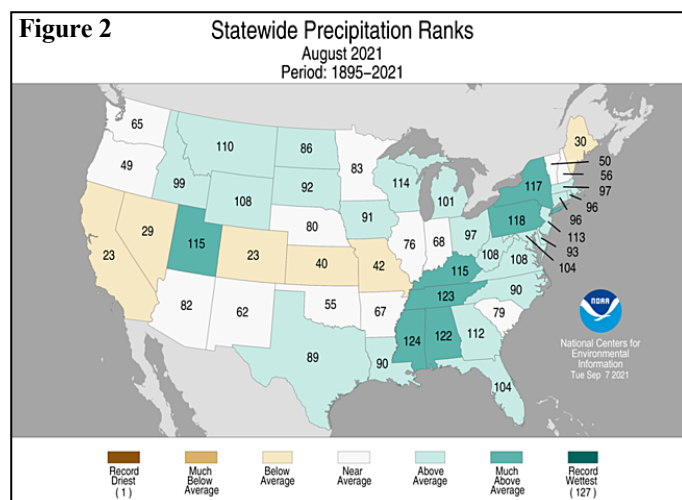 Figure 2
Statewide Precipitation Ranks
August 2021
Period: 1895–2021
65
49
110
86
83
30
99
92
114
117
50
56
97
108
101
96
91
118
96
113
93
104
23
29
115
23
80
76
68
97
108
108
40
42
115
90
82
62
55
67
123
79
89
90
124
122
112
104
NOAA
National Centers for
Environmental
Information
Tue Sep 7 2021
Record
Driest
(1)
Much
Below
Average
Below
Average
Near
Average
Above
Average
Much
Above
Average
Record
Wettest
(127)